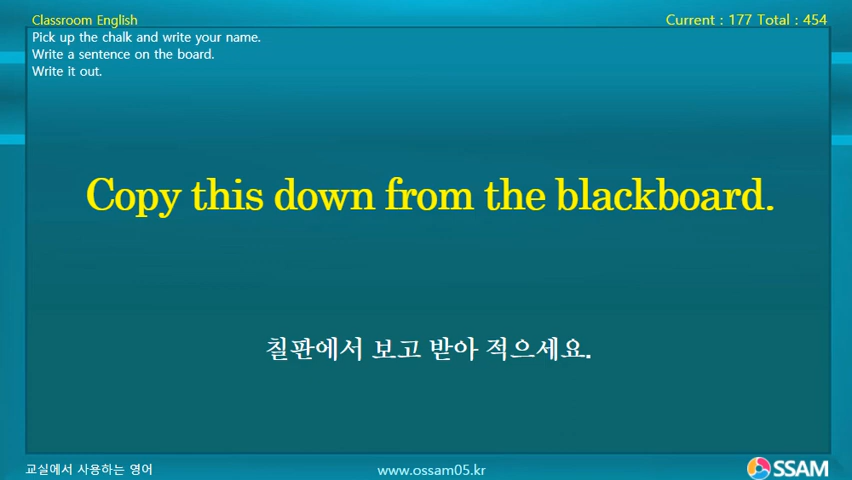 Classroom English
Current : 177 Total : 454
Pick up the chalk and write your name.
Write a sentence on the board.
Write it out.
Copy this down from the blackboard.
칠판에서 보고 받아 적으세요.
교실에서 사용하는 영어
www.ossam05.kr
OSSAM